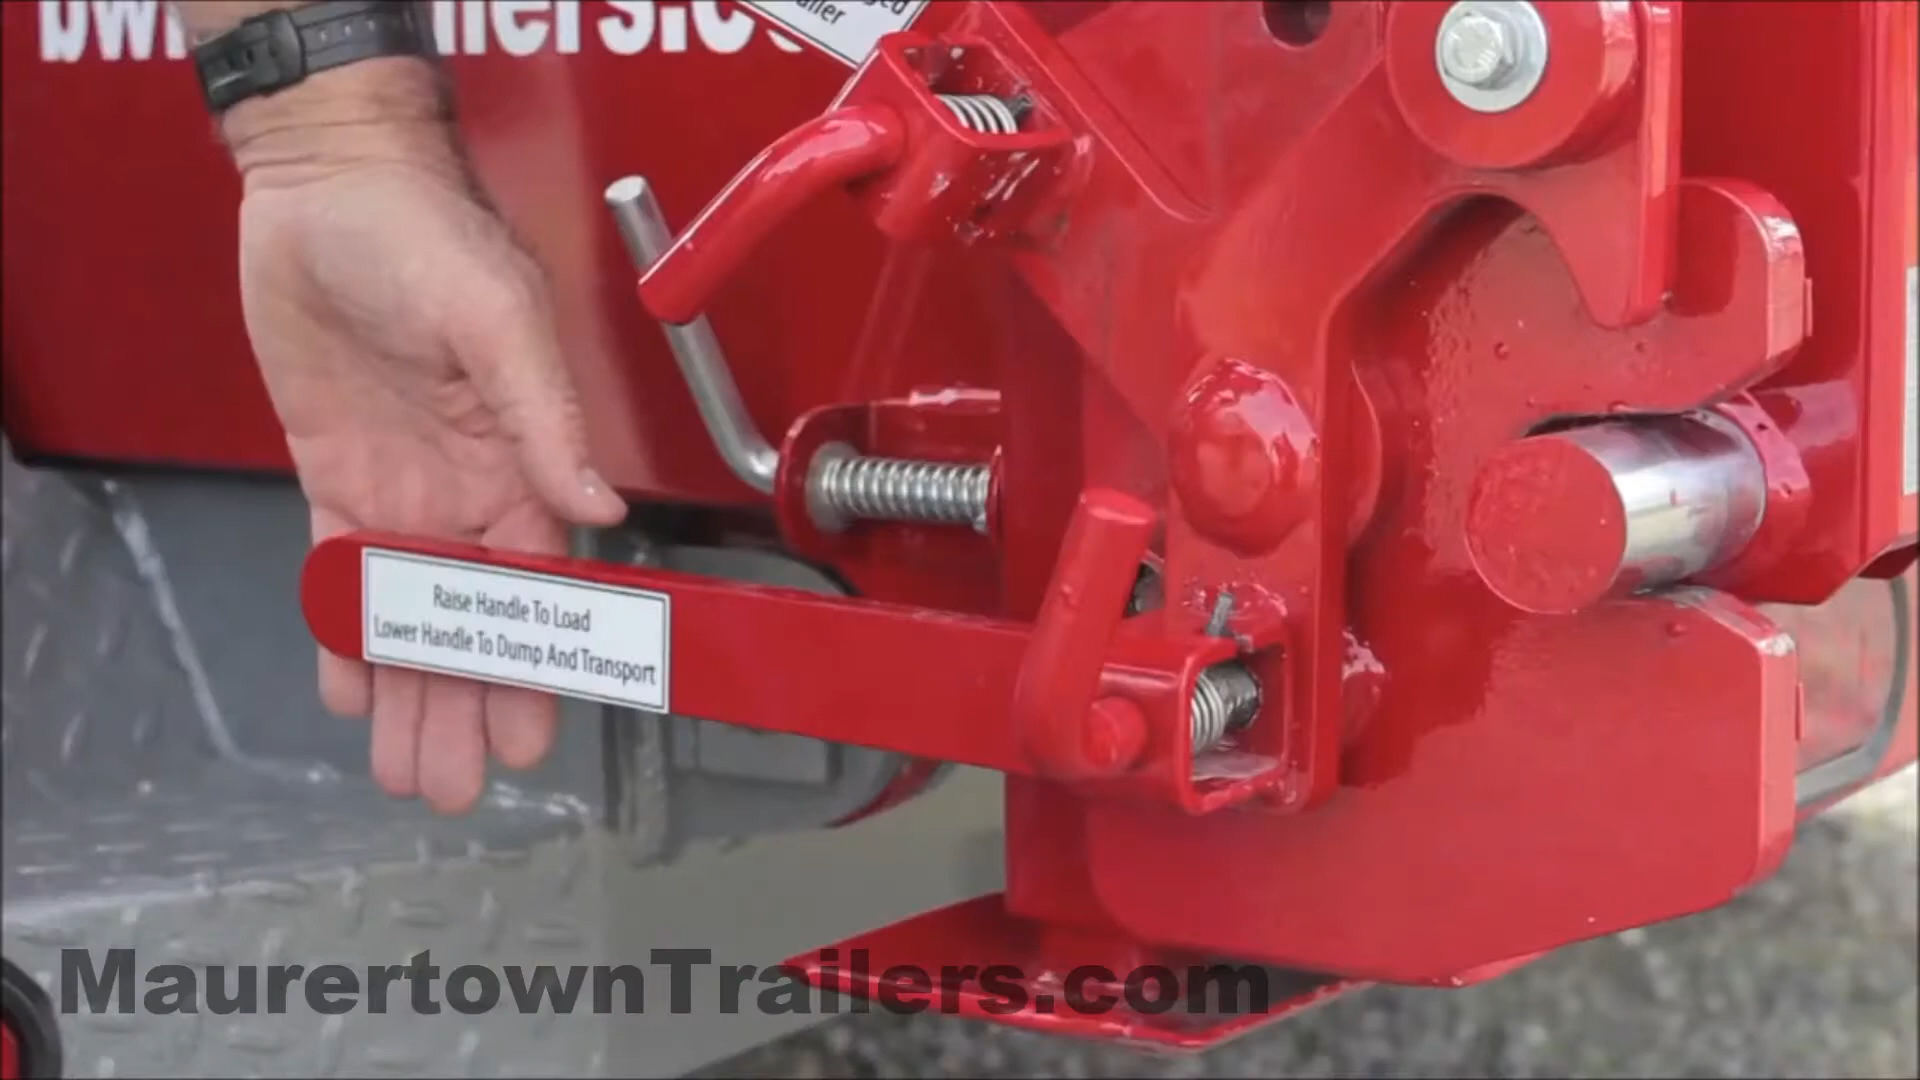 Raise Handle To Load
Lower Handle To Dump And Transport
MaurertownTrailers.com